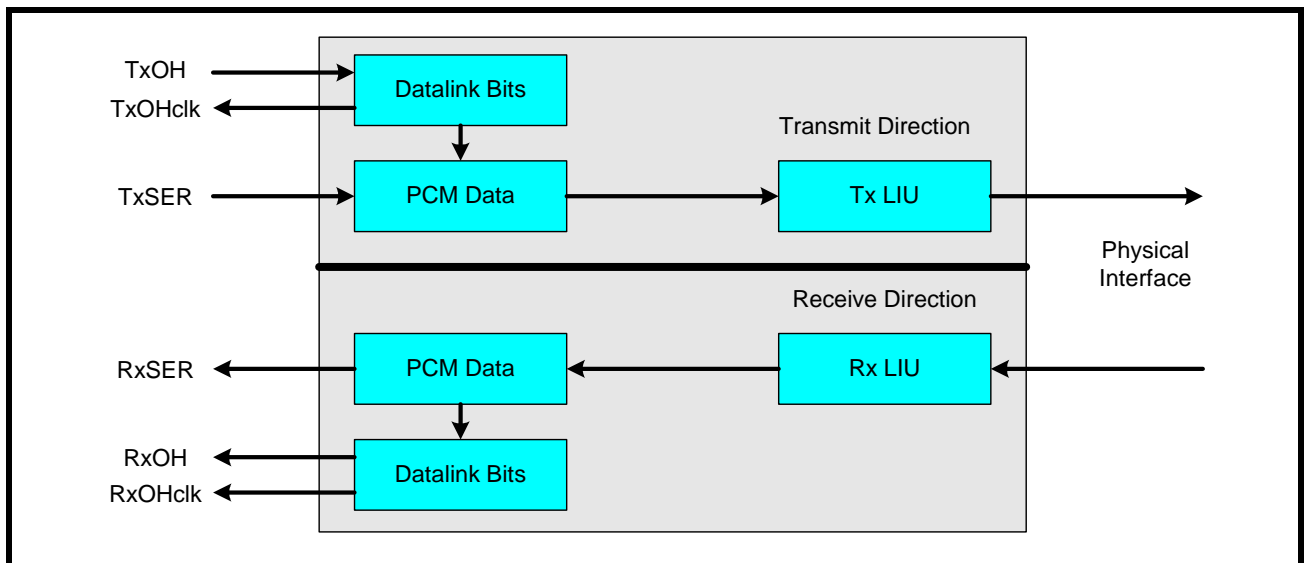 TxOH
Datalink Bits
TxOHclk
Transmit Direction
TxSER
PCM Data
Tx LIU
Physical
Interface
Receive Direction
RxSER
PCM Data
Rx LIU
RxOH
Datalink Bits
RxOHclk